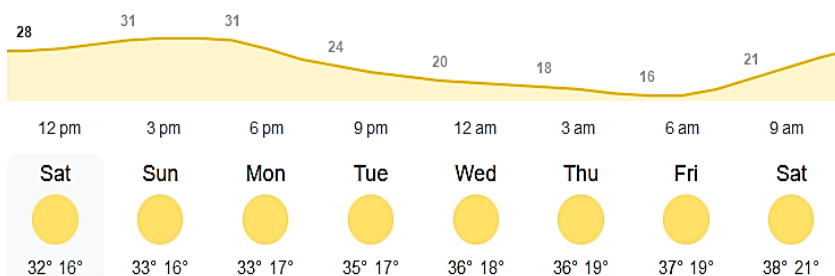 28 31 31 24 20 18 16 21
12 pm 3 pm 6 pm 9 pm 12 am 3 am 6 am 9 am
Sat Sun Mon Tue Wed Thu Fri Sat
32° 16° 33° 16° 33° 17° 35° 17° 36° 18° 36° 19° 37° 19° 38° 21°